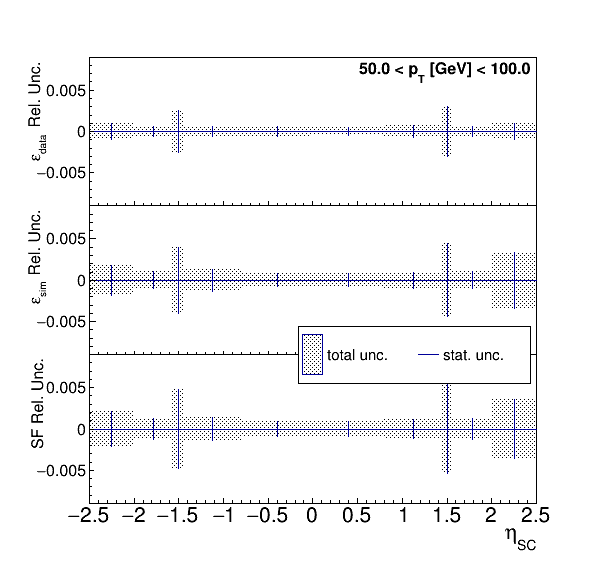 50.0 < p_T [GeV] < 100.0
ε_data Rel. Unc.
0.005
0
−0.005
ε_sim Rel. Unc.
0.005
0
−0.005
total unc. stat. unc.
SF Rel. Unc.
0.005
0
−0.005
−2.5 −2 −1.5 −1 −0.5 0 0.5 1 1.5 2 2.5
η_SC